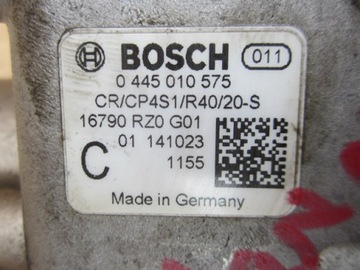 BOSCH 011
0 445 010 575
CR/CP4S1/R40/20-S
16790 RZ0 G01
C 01 141023
1155
Made in Germany